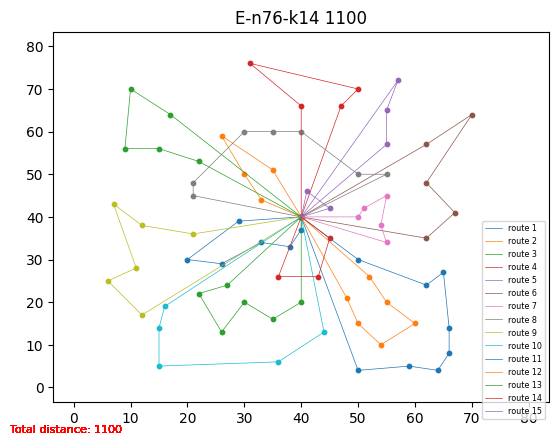 E-n76-k14 1100
80
70
60
50
40
30
20
10
0
0 10 20 30 40 50 60 70 80
route 1
route 2
route 3
route 4
route 5
route 6
route 7
route 8
route 9
route 10
route 11
route 12
route 13
route 14
route 15
Total distance: 1100